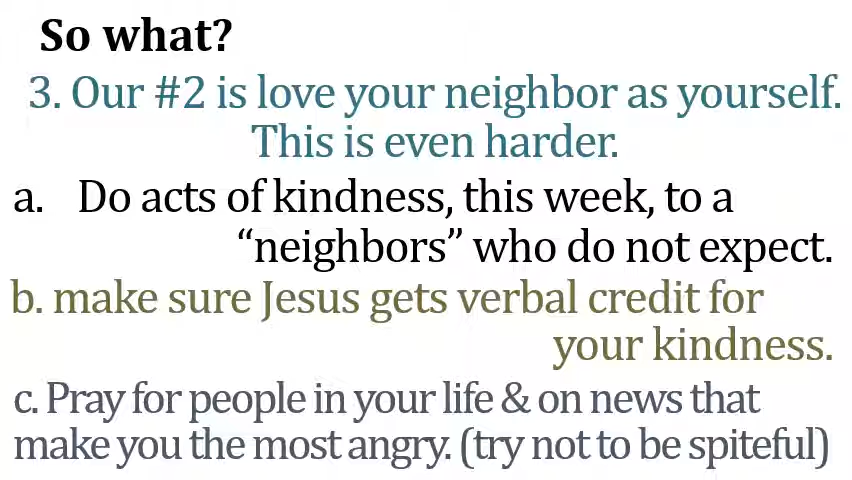 So what?
3. Our #2 is love your neighbor as yourself.
This is even harder.
a. Do acts of kindness, this week, to a
“neighbors” who do not expect.
b. make sure Jesus gets verbal credit for
your kindness.
c. Pray for people in your life & on news that
make you the most angry. (try not to be spiteful)